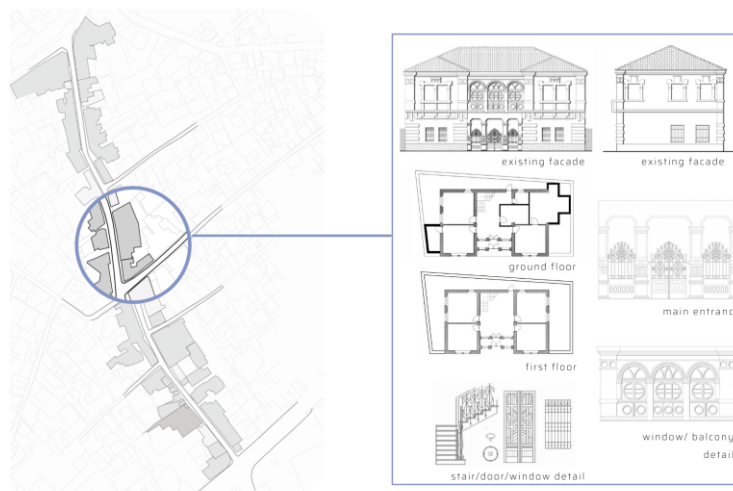 existing facade
existing facade
ground floor
main entranc
first floor
window/ balcony
detail
stair/door/window detail